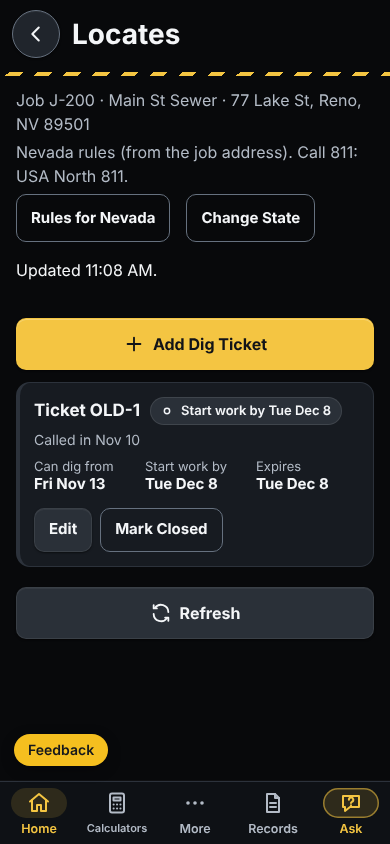 Locates
Job J-200 · Main St Sewer · 77 Lake St, Reno,
NV 89501
Nevada rules (from the job address). Call 811:
USA North 811.
Rules for Nevada
Change State
Updated 11:08 AM.
Add Dig Ticket
Ticket OLD-1
Start work by Tue Dec 8
Called in Nov 10
Can dig from Start work by Expires
Fri Nov 13 Tue Dec 8 Tue Dec 8
Edit
Mark Closed
Refresh
Feedback
Home Calculators More Records Ask